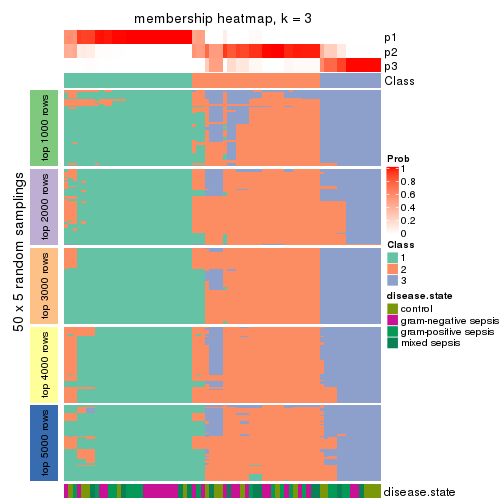 membership heatmap, k = 3
p1
p2
p3
Class
50 x 5 random samplings
top 1000 rows
top 2000 rows
top 3000 rows
top 4000 rows
top 5000 rows
Prob
1
0.8
0.6
0.4
0.2
0
Class
1
2
3
disease.state
control
gram-negative sepsis
gram-positive sepsis
mixed sepsis
disease.state